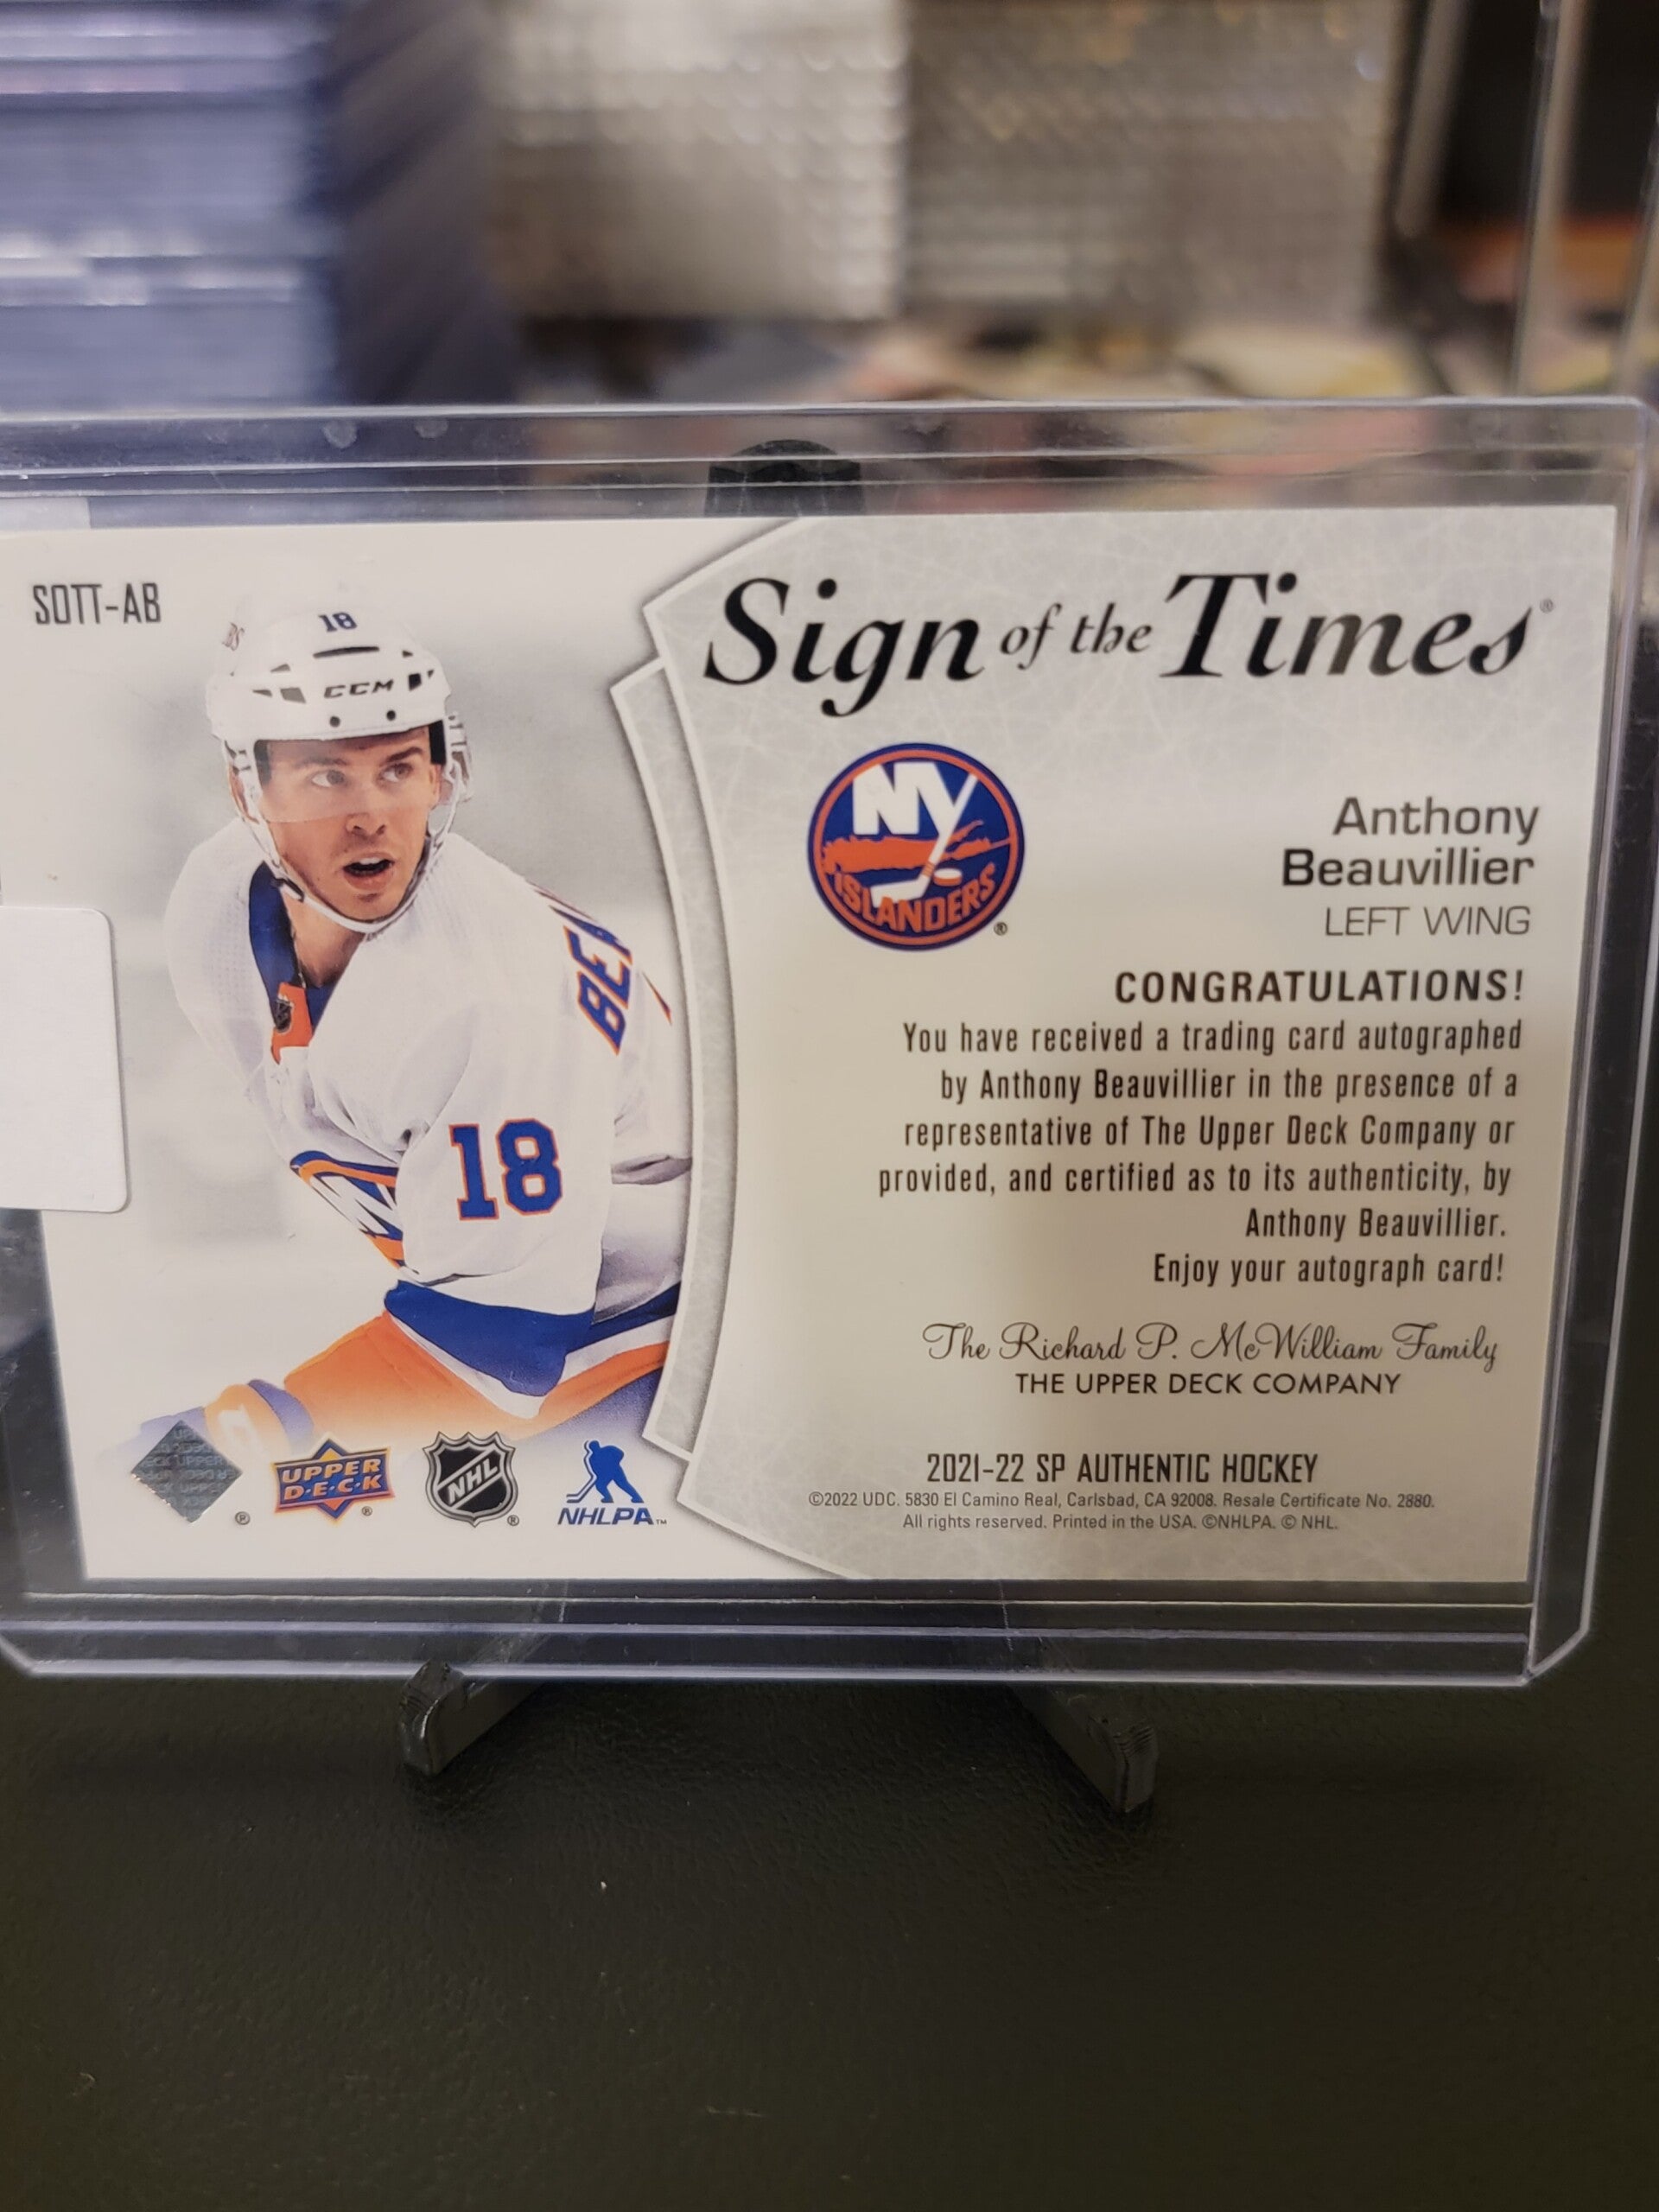 SOTT-AB
18
CCM
Sign of the Times®
NY
ISLANDERS
®
Anthony
Beauvillier
LEFT WING
BEA
18
CONGRATULATIONS!
You have received a trading card autographed
by Anthony Beauvillier in the presence of a
representative of The Upper Deck Company or
provided, and certified as to its authenticity, by
Anthony Beauvillier.
Enjoy your autograph card!
The Richard P. McWilliam Family
THE UPPER DECK COMPANY
®
UPPER
D•E•C•K
®
NHL
®
NHLPA™
2021-22 SP AUTHENTIC HOCKEY
©2022 UDC. 5830 El Camino Real, Carlsbad, CA 92008. Resale Certificate No. 2880.
All rights reserved. Printed in the USA. ©NHLPA. © NHL.